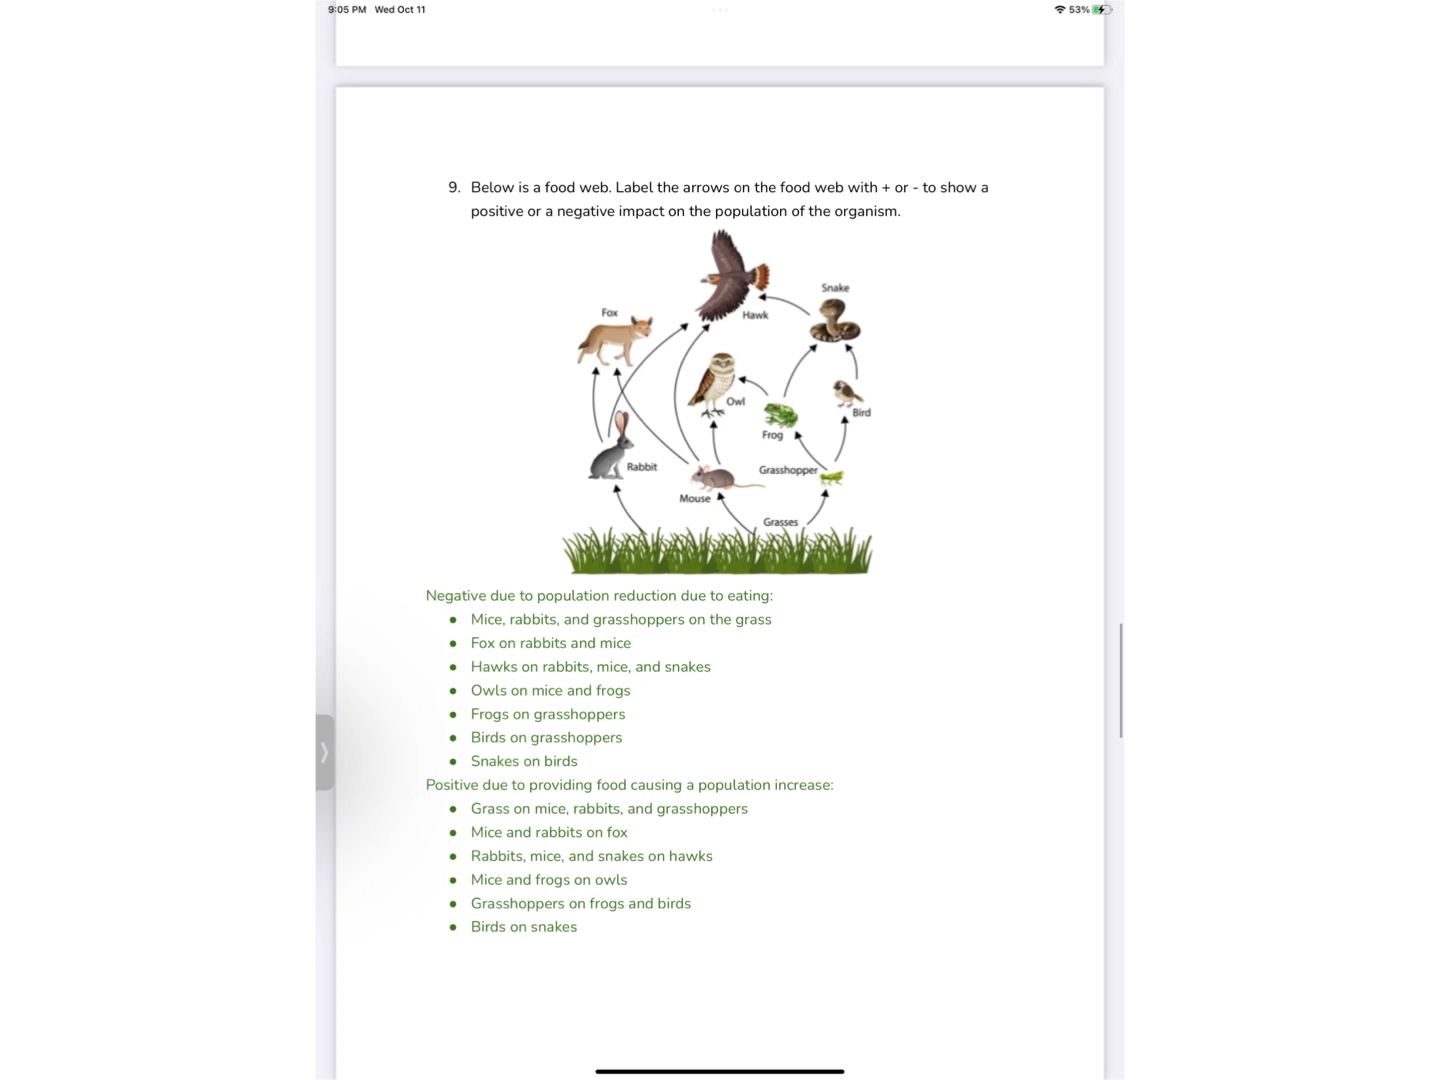 9:05 PM Wed Oct 11
53%
9. Below is a food web. Label the arrows on the food web with + or - to show a
positive or a negative impact on the population of the organism.
Snake
Fox
Hawk
Owl
Bird
Frog
Rabbit
Grasshopper
Mouse
Grasses
Negative due to population reduction due to eating:
● Mice, rabbits, and grasshoppers on the grass
● Fox on rabbits and mice
● Hawks on rabbits, mice, and snakes
● Owls on mice and frogs
● Frogs on grasshoppers
● Birds on grasshoppers
● Snakes on birds
Positive due to providing food causing a population increase:
● Grass on mice, rabbits, and grasshoppers
● Mice and rabbits on fox
● Rabbits, mice, and snakes on hawks
● Mice and frogs on owls
● Grasshoppers on frogs and birds
● Birds on snakes